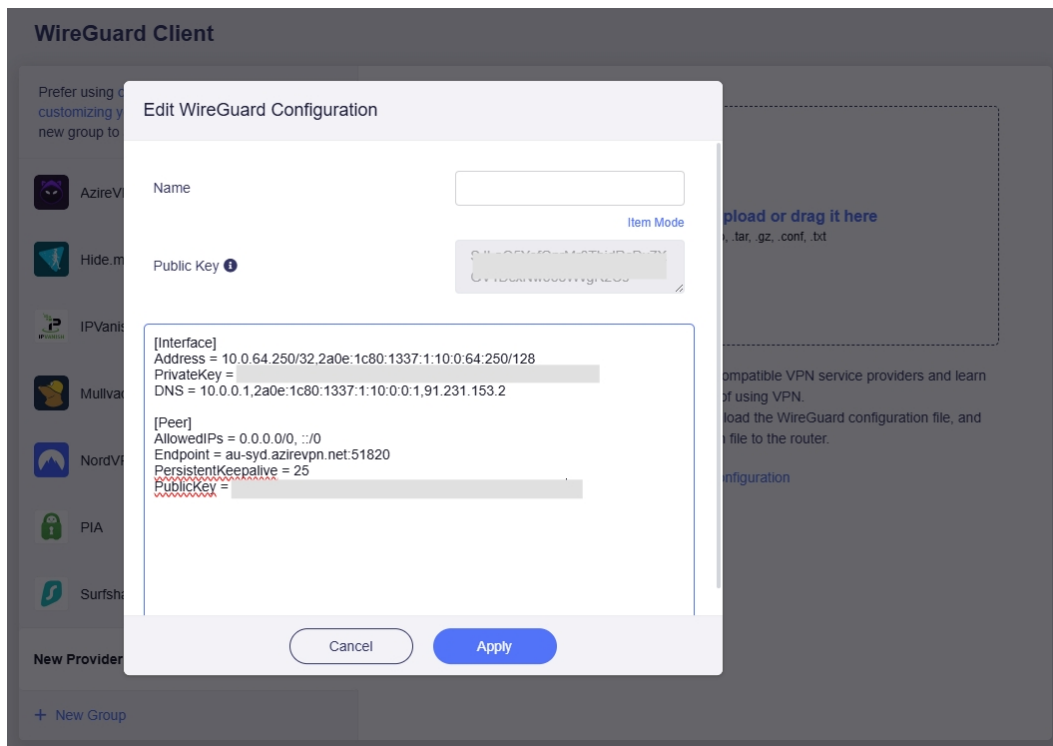 WireGuard Client
Prefer using
customizing
new group to
Edit WireGuard Configuration
Name
Item Mode
Public Key
[Interface]
Address = 10.0.64.250/32,2a0e:1c80:1337:1:10:0:64:250/128
PrivateKey =
DNS = 10.0.0.1,2a0e:1c80:1337:1:10:0:0:1,91.231.153.2
[Peer]
AllowedIPs = 0.0.0.0/0, ::/0
Endpoint = au-syd.azirevpn.net:51820
PersistentKeepalive = 25
PublicKey =
Cancel
Apply
AzireV
Hide.m
IPVanis
Mullvad
NordV
PIA
Surfsha
New Provider
+ New Group
pload or drag it here
.tar, .gz, .conf, .txt
ompatible VPN service providers and learn
of using VPN.
load the WireGuard configuration file, and
file to the router.
nfiguration